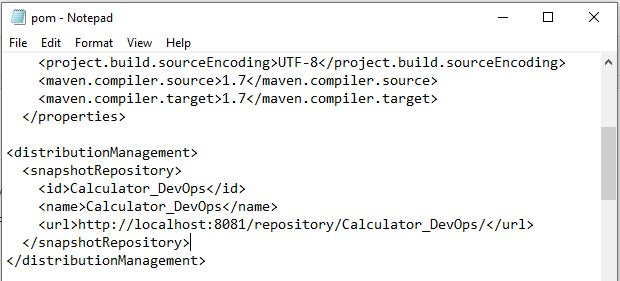 pom - Notepad
File Edit Format View Help
<project.build.sourceEncoding>UTF-8</project.build.sourceEncoding>
<maven.compiler.source>1.7</maven.compiler.source>
<maven.compiler.target>1.7</maven.compiler.target>
</properties>
<distributionManagement>
<snapshotRepository>
<id>Calculator_DevOps</id>
<name>Calculator_DevOps</name>
<url>http://localhost:8081/repository/Calculator_DevOps/</url>
</snapshotRepository>
</distributionManagement>